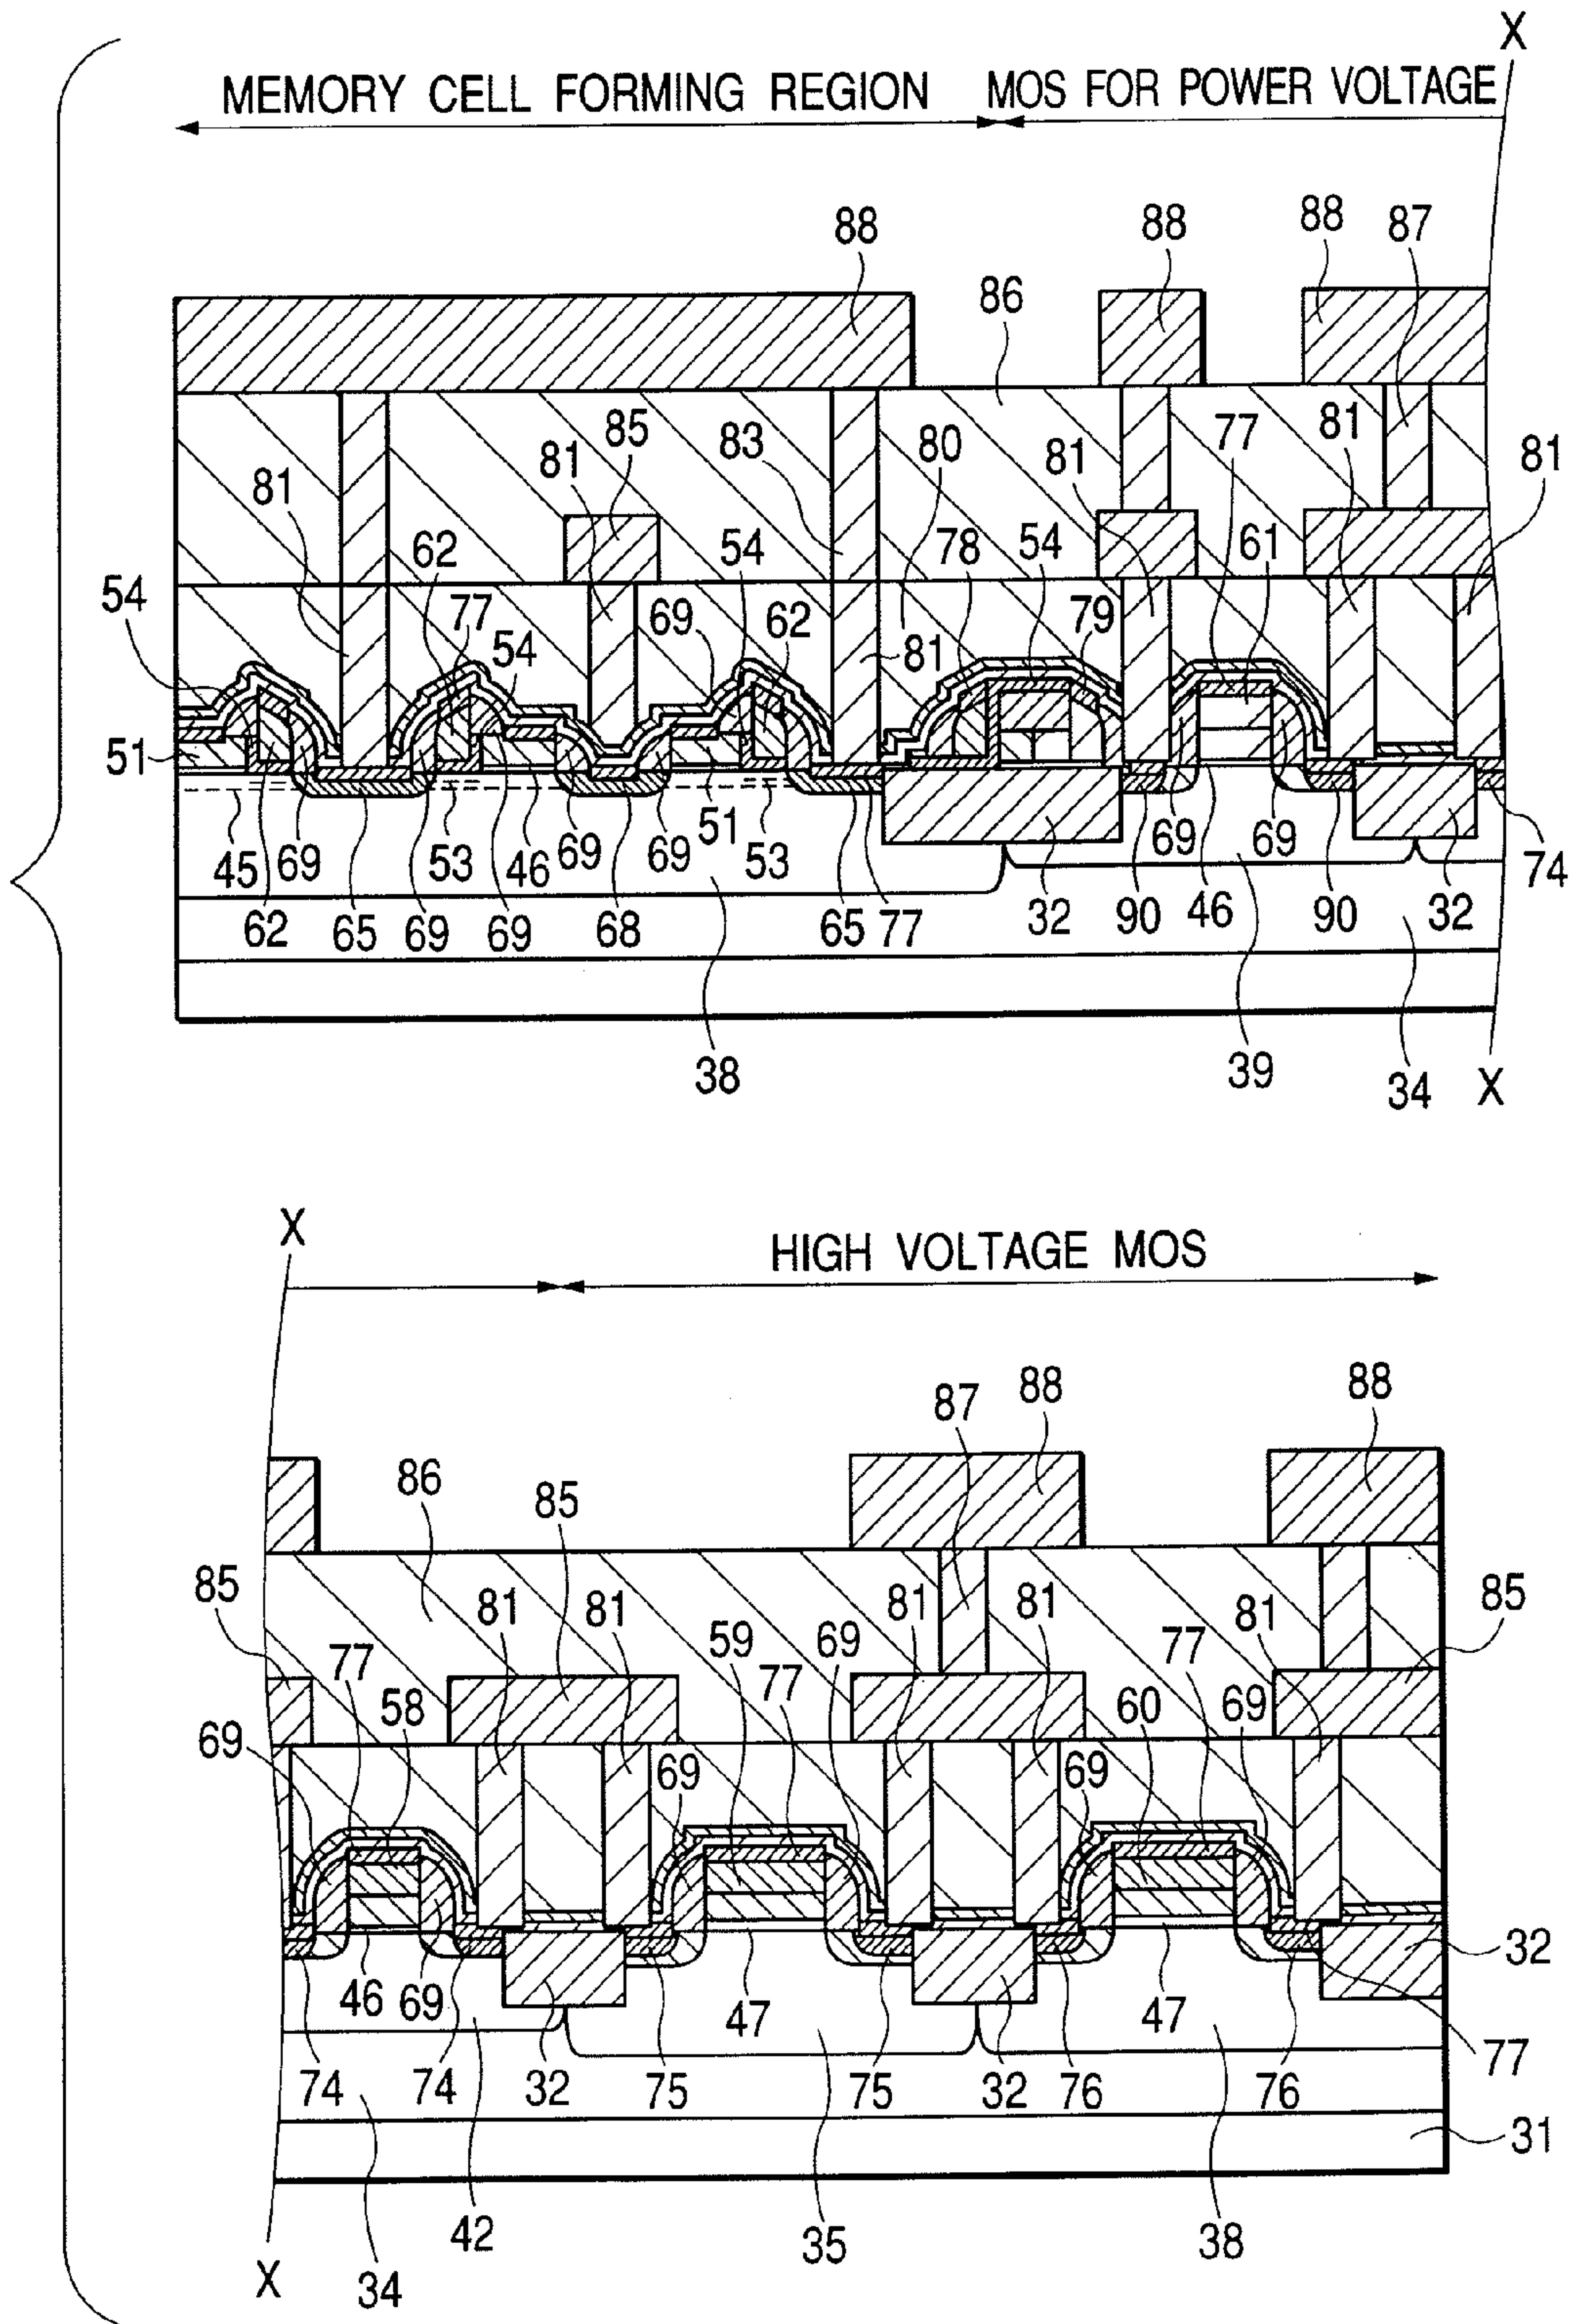 X
MEMORY CELL FORMING REGION MOS FOR POWER VOLTAGE
88 88 88 87
86
81 81 85 83 80 81 77 81 81
62 54 78 54 61
54 77 54 69 62 79
81
51
45 69 53 46 69 69 51 53 69 69 74
62 65 69 69 68 65 77 32 90 46 90 32
38 39 34 X
X
HIGH VOLTAGE MOS
87 88 88
86 85
85 81 81 81 81 81 85
77 58 59 77 69 60 77 69
69 69 69
46 69 47 47 32
74 74 32 75 75 32 76 76 77
31
42 35 38
X 34